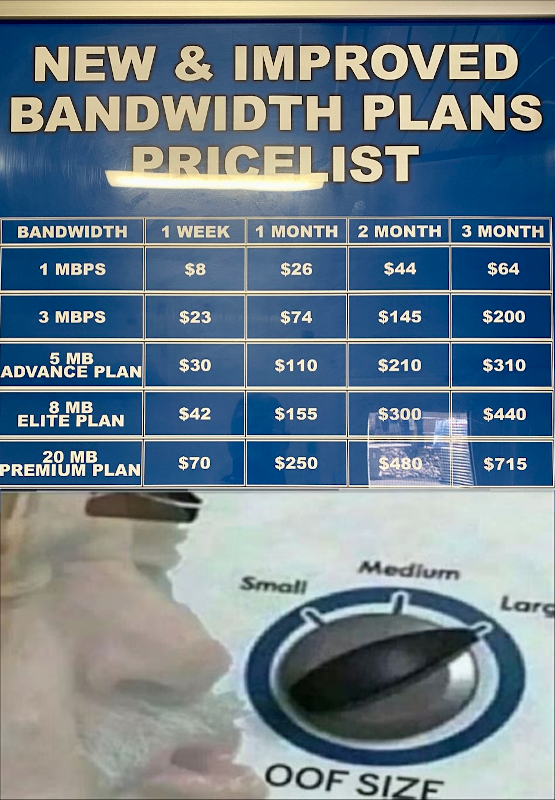 NEW & IMPROVED
BANDWIDTH PLANS
PRICELIST
BANDWIDTH 1 WEEK 1 MONTH 2 MONTH 3 MONTH
1 MBPS $8 $26 $44 $64
3 MBPS $23 $74 $145 $200
5 MB
ADVANCE PLAN $30 $110 $210 $310
8 MB
ELITE PLAN $42 $155 $300 $440
20 MB
PREMIUM PLAN $70 $250 $480 $715
Small Medium Larg
OOF SIZE